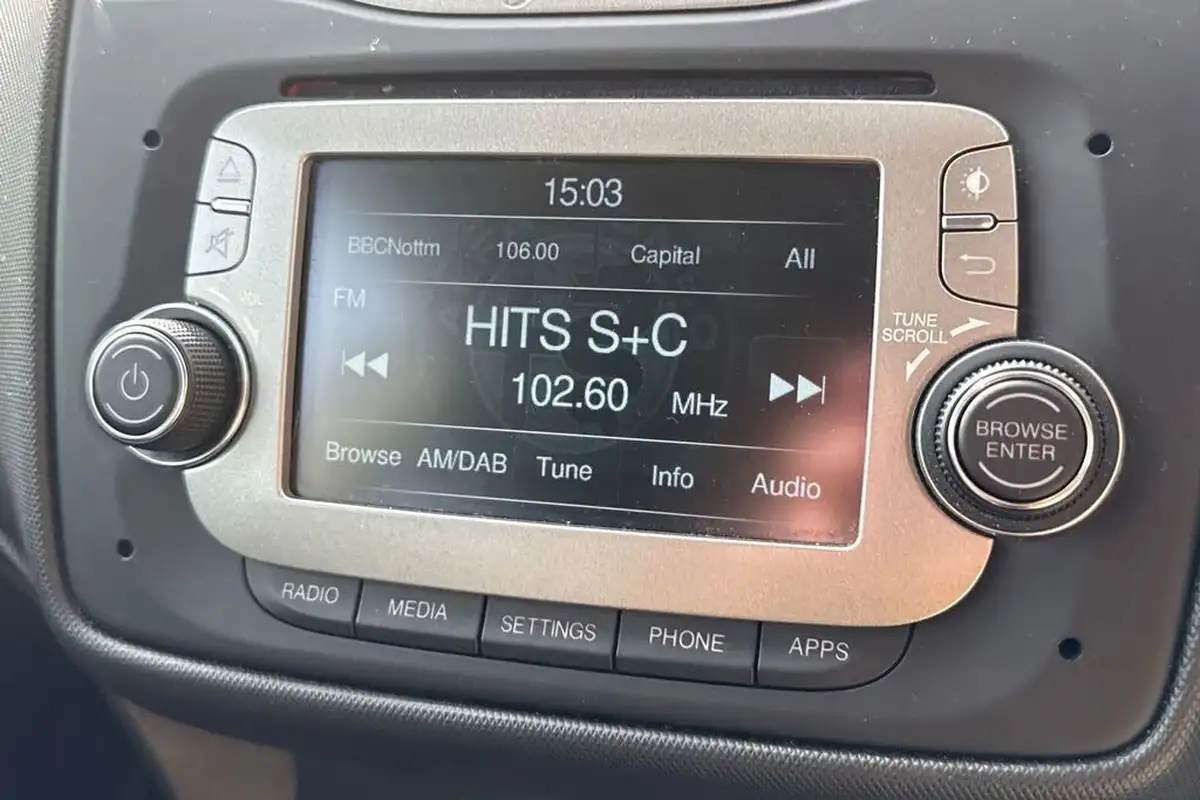 15:03
BBCNottm 106.00 Capital All
FM
HITS S+C
102.60 MHz
Browse AM/DAB Tune Info Audio
VOL
TUNE
SCROLL
BROWSE
ENTER
RADIO MEDIA SETTINGS PHONE APPS